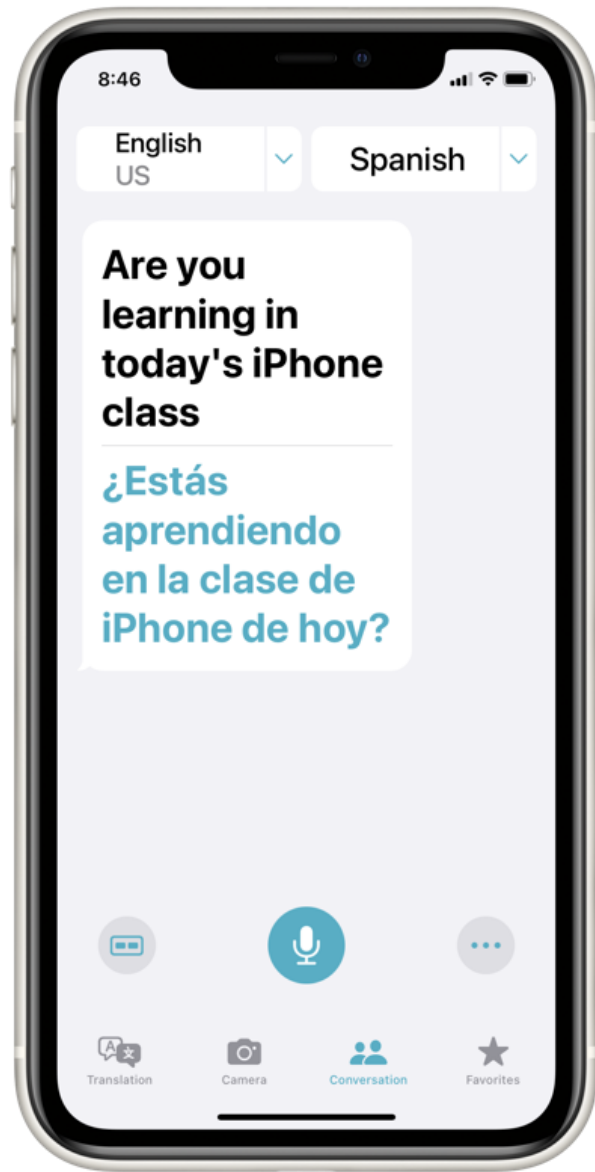 8:46
English
US
Spanish
Are you
learning in
today's iPhone
class
¿Estás
aprendiendo
en la clase de
iPhone de hoy?
A 文
Translation
Camera
Conversation
Favorites